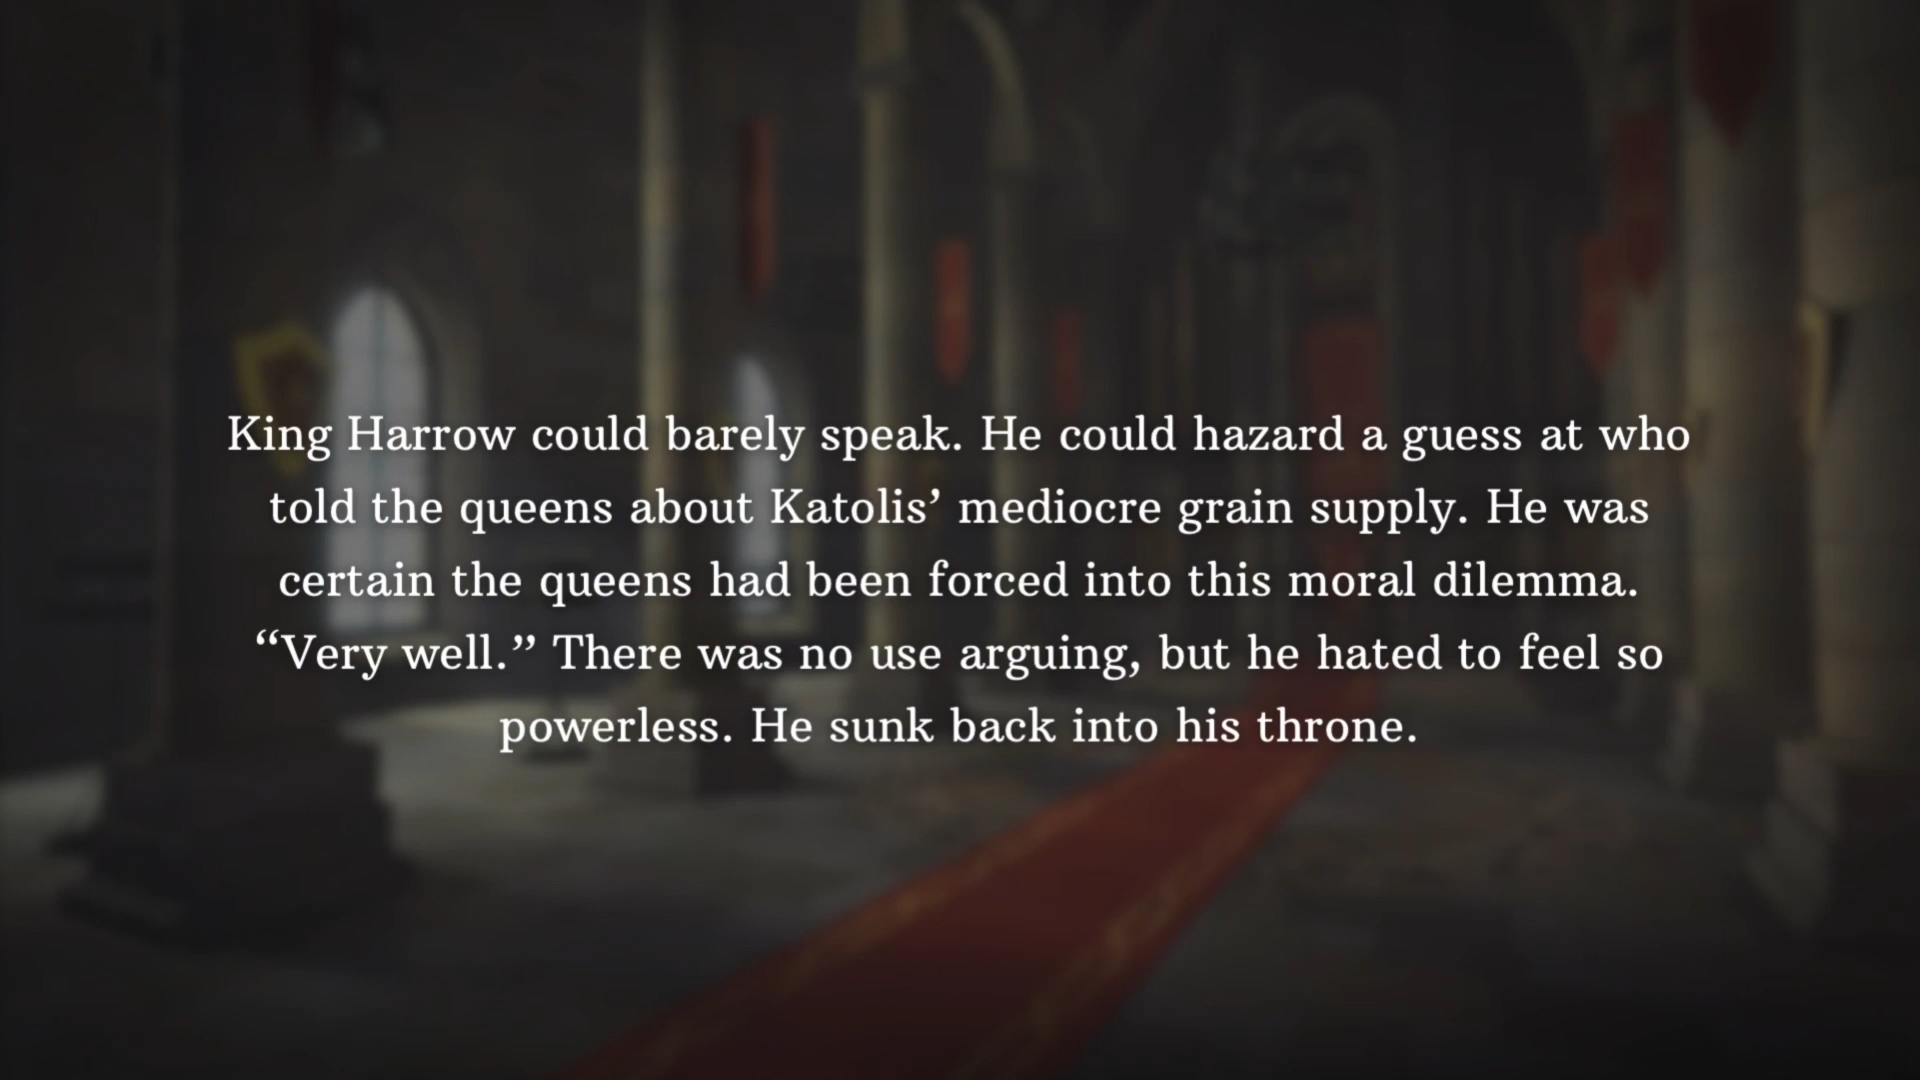 King Harrow could barely speak. He could hazard a guess at who
told the queens about Katolis’ mediocre grain supply. He was
certain the queens had been forced into this moral dilemma.
“Very well.” There was no use arguing, but he hated to feel so
powerless. He sunk back into his throne.